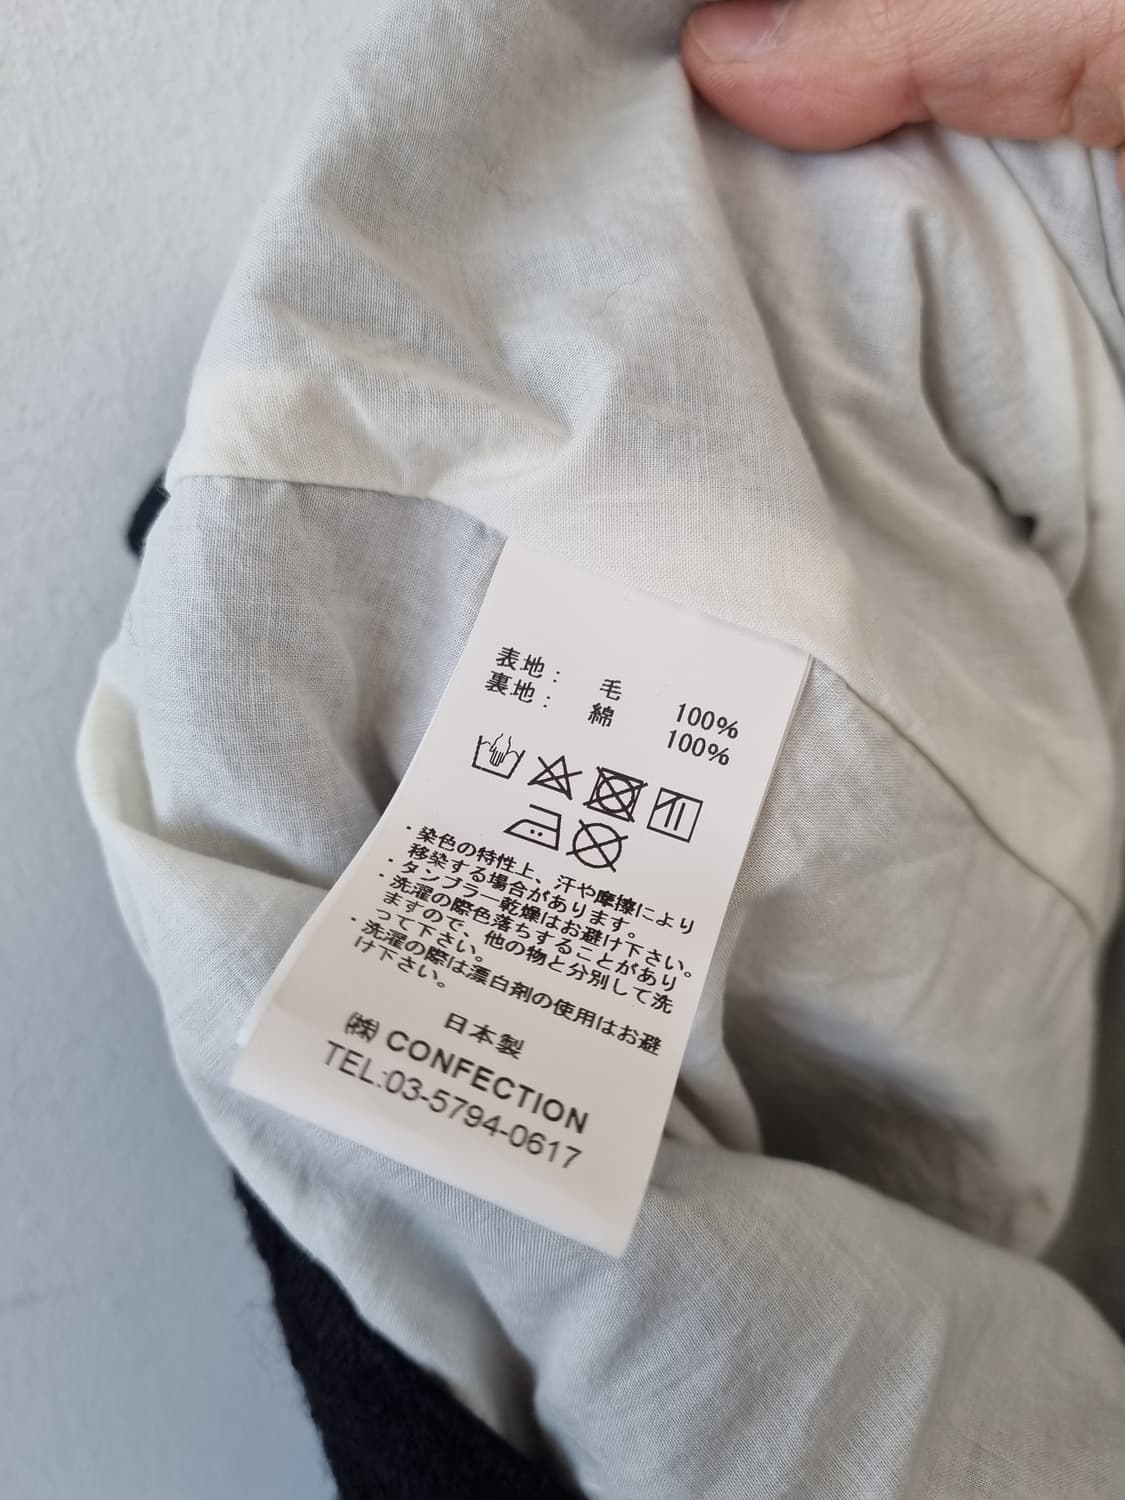 表地： 毛 100%
裏地： 綿 100%
・染色の特性上、汗や摩擦により
移染する場合があります。
・タンブラー乾燥はお避け下さい。
・洗濯の際色落ちすることがあり
ますので、他の物と分別して洗
って下さい。
・洗濯の際は漂白剤の使用はお避
け下さい。
日本製
㈱ CONFECTION
TEL:03-5794-0617